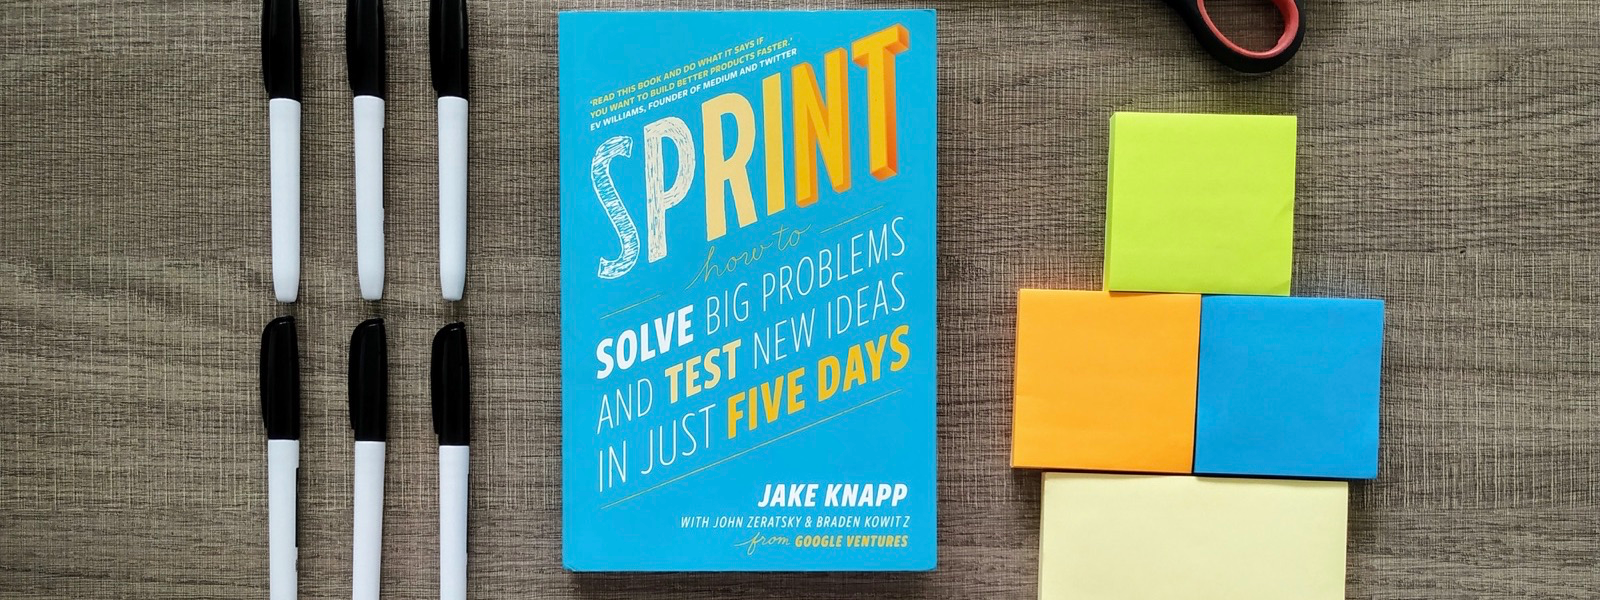 'READ THIS BOOK AND DO WHAT IT SAYS IF
YOU WANT TO BUILD BETTER PRODUCTS FASTER.'
EV WILLIAMS, FOUNDER OF MEDIUM AND TWITTER
SPRINT
how to
SOLVE BIG PROBLEMS
AND TEST NEW IDEAS
IN JUST FIVE DAYS
JAKE KNAPP
WITH JOHN ZERATSKY & BRADEN KOWITZ
from GOOGLE VENTURES